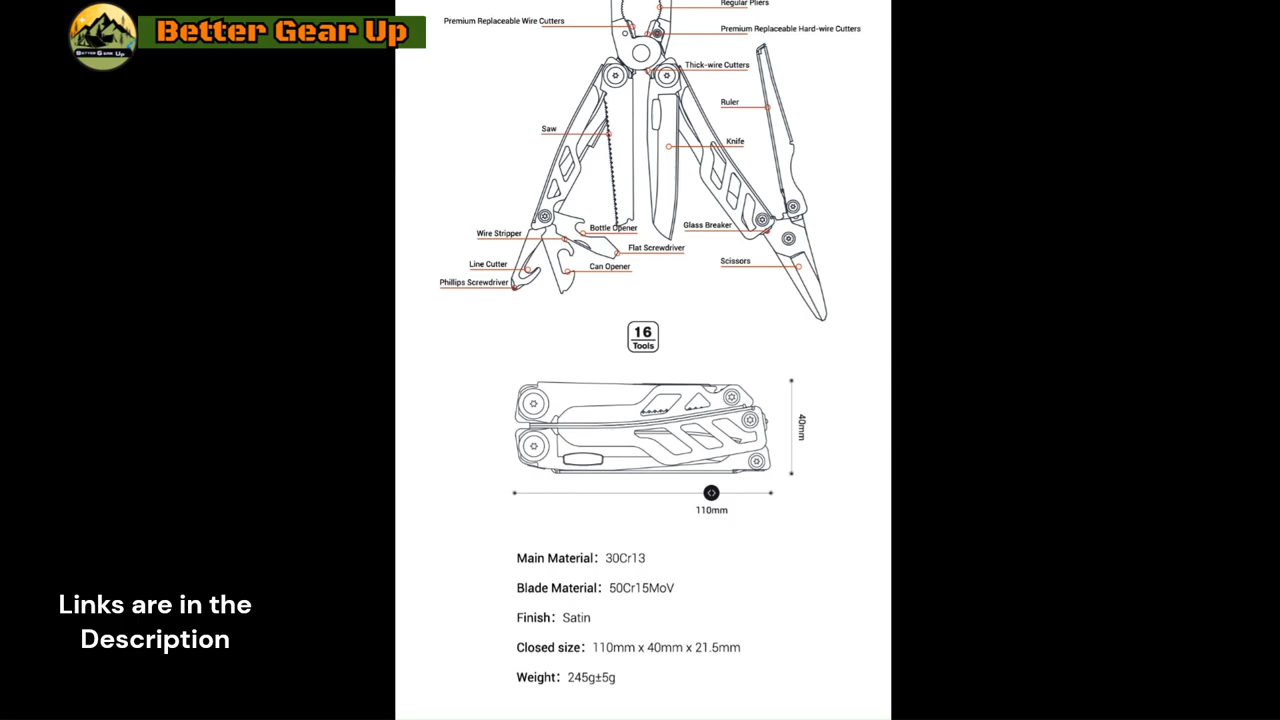 Better Gear Up
BETTER GEAR UP
Regular Pliers
Premium Replaceable Wire Cutters
Premium Replaceable Hard-wire Cutters
Thick-wire Cutters
Ruler
Saw
Knife
Bottle Opener
Glass Breaker
Wire Stripper
Flat Screwdriver
Line Cutter
Can Opener
Scissors
Phillips Screwdriver
16
Tools
40mm
110mm
Main Material: 30Cr13
Blade Material: 50Cr15MoV
Finish: Satin
Closed size: 110mm x 40mm x 21.5mm
Weight: 245g±5g
Links are in the
Description